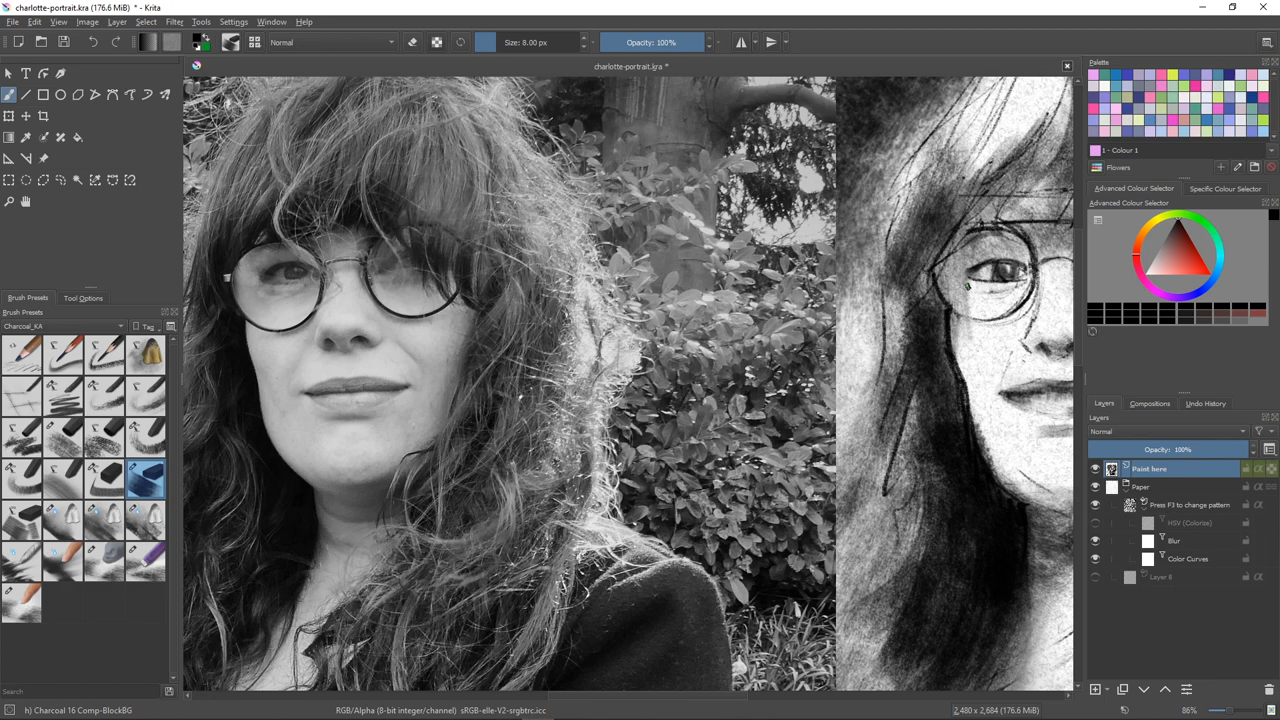 charlotte-portrait.kra (176.6 MiB) * - Krita
File Edit View Image Layer Select Filter Tools Settings Window Help
Normal Size: 8.00 px Opacity: 100%
charlotte-portrait.kra *
Palette
1 - Colour 1
Flowers
Advanced Colour Selector Specific Colour Selector
Advanced Colour Selector
Brush Presets Tool Options
Brush Presets
Charcoal_KA Tag
Layers Compositions Undo History
Layers
Normal
Opacity: 100%
Paint here
Paper
Press F3 to change pattern
HSV (Colorize)
Blur
Color Curves
Layer 8
Search
h) Charcoal 16 Comp-BlockBG RGB/Alpha (8-bit integer/channel) sRGB-elle-V2-srgbtrc.icc 2,480 x 2,684 (176.6 MiB) 86%